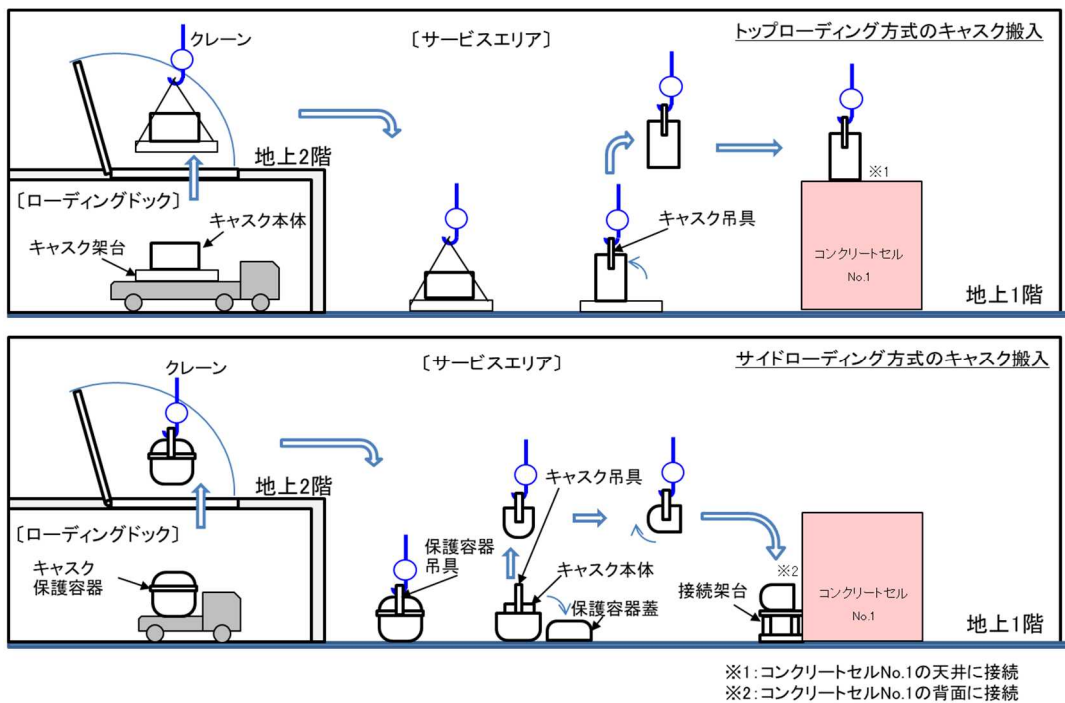 トップローディング方式のキャスク搬入
〔サービスエリア〕
クレーン
地上2階
〔ローディングドック〕
キャスク本体
キャスク架台
キャスク吊具
※1
コンクリートセル
No.1
地上1階
サイドローディング方式のキャスク搬入
〔サービスエリア〕
クレーン
地上2階
〔ローディングドック〕
キャスク
保護容器
保護容器
吊具
キャスク吊具
キャスク本体
保護容器蓋
※2
接続架台
コンクリートセル
No.1
地上1階
※1:コンクリートセルNo.1の天井に接続
※2:コンクリートセルNo.1の背面に接続